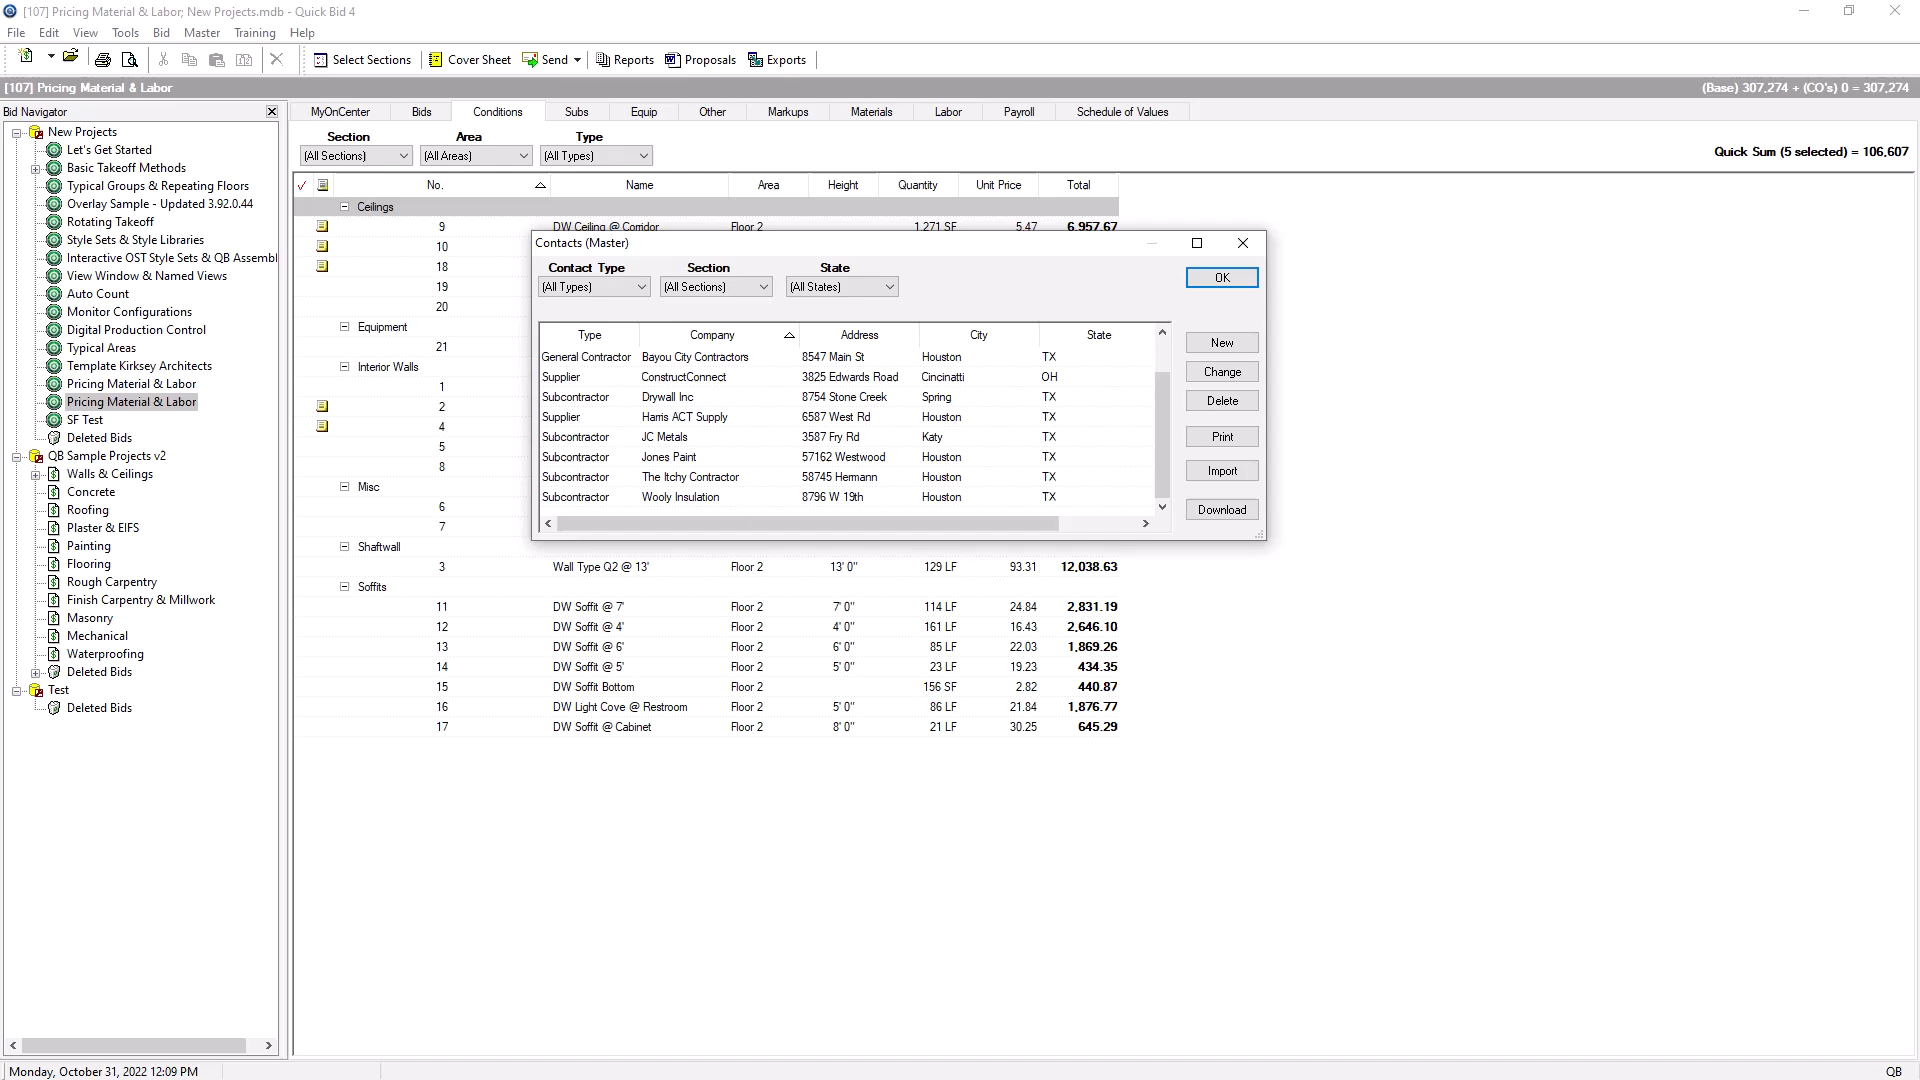 [107] Pricing Material & Labor; New Projects.mdb - Quick Bid 4
File Edit View Tools Bid Master Training Help
Select Sections Cover Sheet Send Reports Proposals Exports
[107] Pricing Material & Labor (Base) 307,274 + (CO's) 0 = 307,274
Bid Navigator
New Projects
Let's Get Started
Basic Takeoff Methods
Typical Groups & Repeating Floors
Overlay Sample - Updated 3.92.0.44
Rotating Takeoff
Style Sets & Style Libraries
Interactive OST Style Sets & QB Assembl
View Window & Named Views
Auto Count
Monitor Configurations
Digital Production Control
Typical Areas
Template Kirksey Architects
Pricing Material & Labor
Pricing Material & Labor
SF Test
Deleted Bids
QB Sample Projects v2
Walls & Ceilings
Concrete
Roofing
Plaster & EIFS
Painting
Flooring
Rough Carpentry
Finish Carpentry & Millwork
Masonry
Mechanical
Waterproofing
Deleted Bids
Test
Deleted Bids
MyOnCenter Bids Conditions Subs Equip Other Markups Materials Labor Payroll Schedule of Values
Section Area Type
(All Sections) (All Areas) (All Types)
Quick Sum (5 selected) = 106,607
No. Name Area Height Quantity Unit Price Total
Ceilings
9 DW Ceiling @ Corridor Floor 2 1,271 SF 5.47 6,957.67
10
18
19
20
Equipment
21
Interior Walls
1
2
4
5
8
Misc
6
7
Shaftwall
3 Wall Type Q2 @ 13' Floor 2 13' 0" 129 LF 93.31 12,038.63
Soffits
11 DW Soffit @ 7' Floor 2 7' 0" 114 LF 24.84 2,831.19
12 DW Soffit @ 4' Floor 2 4' 0" 161 LF 16.43 2,646.10
13 DW Soffit @ 6' Floor 2 6' 0" 85 LF 22.03 1,869.26
14 DW Soffit @ 5' Floor 2 5' 0" 23 LF 19.23 434.35
15 DW Soffit Bottom Floor 2 156 SF 2.82 440.87
16 DW Light Cove @ Restroom Floor 2 5' 0" 86 LF 21.84 1,876.77
17 DW Soffit @ Cabinet Floor 2 8' 0" 21 LF 30.25 645.29
Contacts (Master)
Contact Type Section State
(All Types) (All Sections) (All States)
OK
Type Company Address City State
General Contractor Bayou City Contractors 8547 Main St Houston TX
Supplier ConstructConnect 3825 Edwards Road Cincinatti OH
Subcontractor Drywall Inc 8754 Stone Creek Spring TX
Supplier Harris ACT Supply 6587 West Rd Houston TX
Subcontractor JC Metals 3587 Fry Rd Katy TX
Subcontractor Jones Paint 57162 Westwood Houston TX
Subcontractor The Itchy Contractor 58745 Hermann Houston TX
Subcontractor Wooly Insulation 8796 W 19th Houston TX
New
Change
Delete
Print
Import
Download
Monday, October 31, 2022 12:09 PM QB